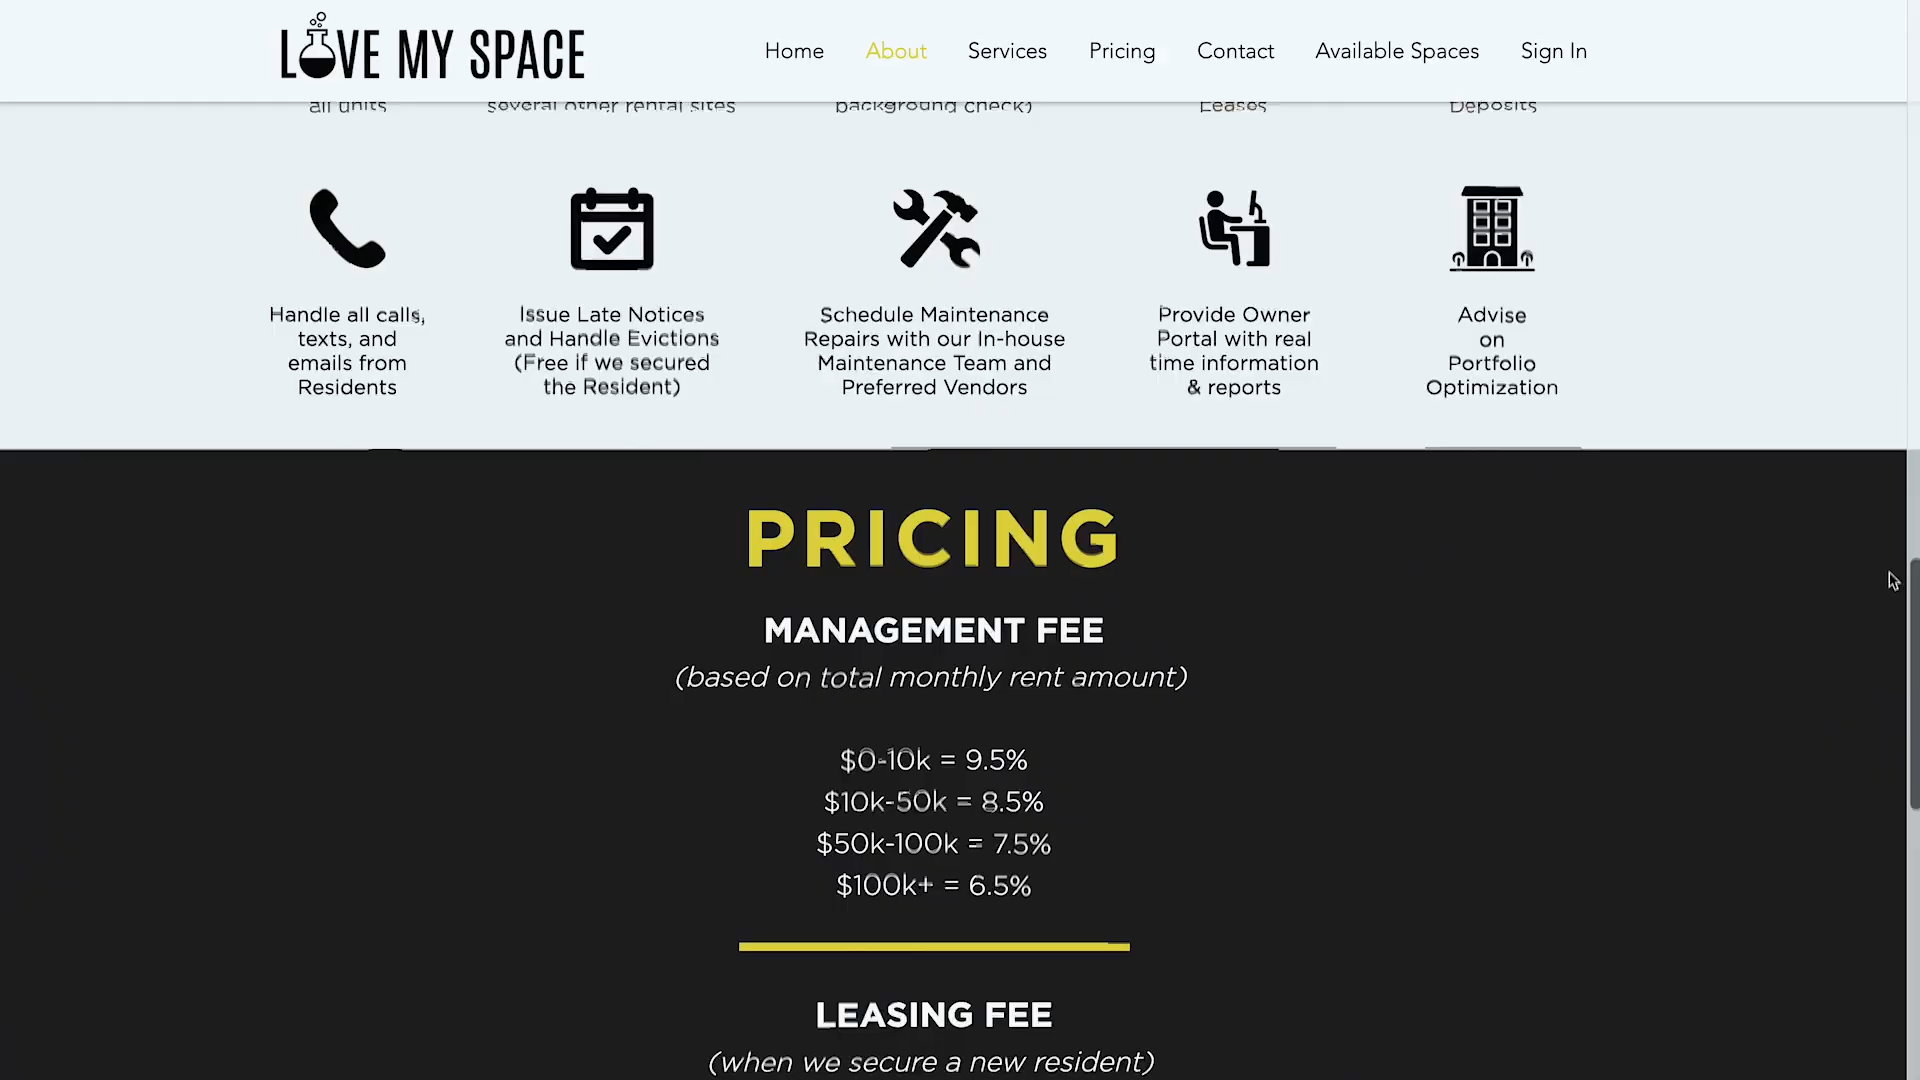 LOVE MY SPACE
Home About Services Pricing Contact Available Spaces Sign In
all units
several other rental sites
background check)
Leases
Deposits
Handle all calls,
texts, and
emails from
Residents
Issue Late Notices
and Handle Evictions
(Free if we secured
the Resident)
Schedule Maintenance
Repairs with our In-house
Maintenance Team and
Preferred Vendors
Provide Owner
Portal with real
time information
& reports
Advise
on
Portfolio
Optimization
PRICING
MANAGEMENT FEE
(based on total monthly rent amount)
$0-10k = 9.5%
$10k-50k = 8.5%
$50k-100k = 7.5%
$100k+ = 6.5%
LEASING FEE
(when we secure a new resident)